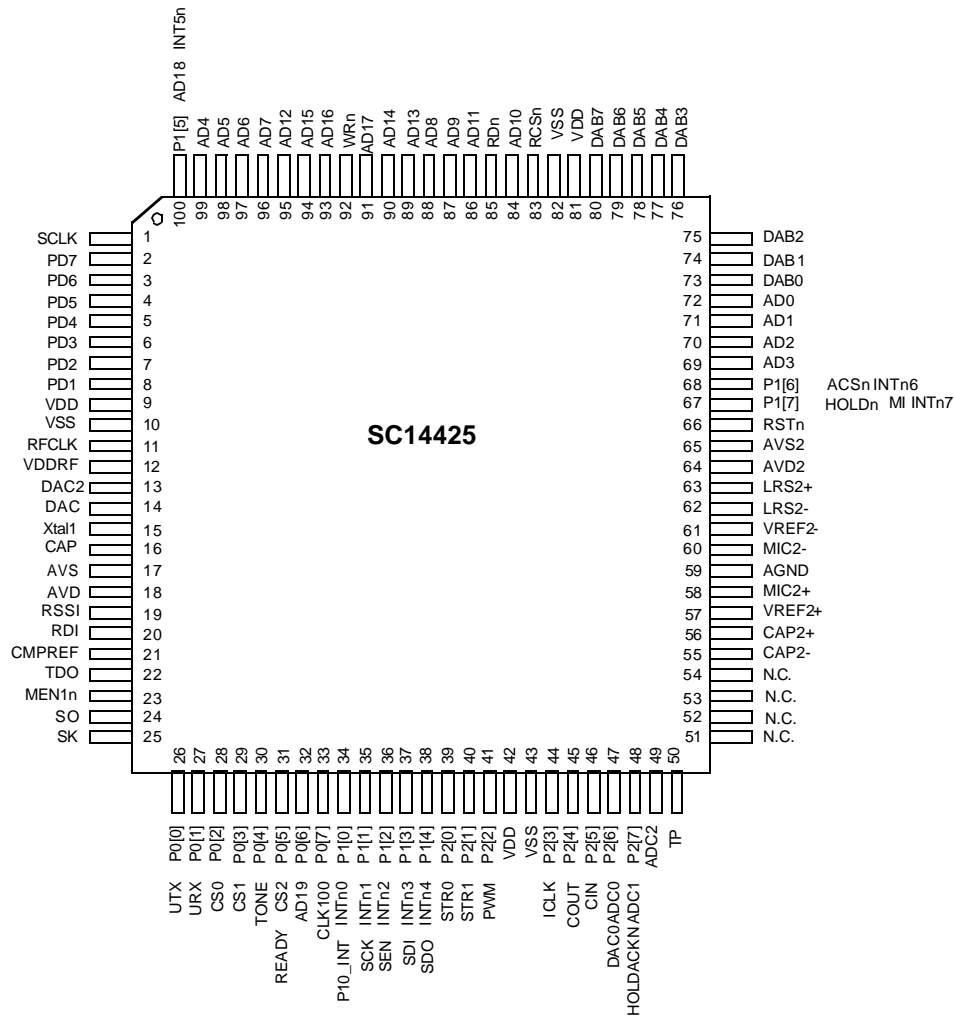 AD18 INT5n
P1[5]
AD4
AD5
AD6
AD7
AD12
AD15
AD16
WRn
AD17
AD14
AD13
AD8
AD9
AD11
RDn
AD10
RCSn
VSS
VDD
DAB7
DAB6
DAB5
DAB4
DAB3
100 99 98 97 96 95 94 93 92 91 90 89 88 87 86 85 84 83 82 81 80 79 78 77 76
SCLK 1
PD7 2
PD6 3
PD5 4
PD4 5
PD3 6
PD2 7
PD1 8
VDD 9
VSS 10
RFCLK 11
VDDRF 12
DAC2 13
DAC 14
Xtal1 15
CAP 16
AVS 17
AVD 18
RSSI 19
RDI 20
CMPREF 21
TDO 22
MEN1n 23
SO 24
SK 25
SC14425
75 DAB2
74 DAB1
73 DAB0
72 AD0
71 AD1
70 AD2
69 AD3
68 P1[6] ACSn INTn6
67 P1[7] HOLDn MI INTn7
66 RSTn
65 AVS2
64 AVD2
63 LRS2+
62 LRS2-
61 VREF2-
60 MIC2-
59 AGND
58 MIC2+
57 VREF2+
56 CAP2+
55 CAP2-
54 N.C.
53 N.C.
52 N.C.
51 N.C.
26 27 28 29 30 31 32 33 34 35 36 37 38 39 40 41 42 43 44 45 46 47 48 49 50
UTX P0[0]
URX P0[1]
CS0 P0[2]
CS1 P0[3]
TONE P0[4]
READY CS2 P0[5]
AD19 P0[6]
CLK100 P0[7]
P10_INT INTn0 P1[0]
SCK INTn1 P1[1]
SEN INTn2 P1[2]
SDI INTn3 P1[3]
SDO INTn4 P1[4]
STR0 P2[0]
STR1 P2[1]
PWM P2[2]
VDD
VSS
ICLK P2[3]
COUT P2[4]
CIN P2[5]
DAC0ADC0 P2[6]
HOLDACKNADC1 P2[7]
ADC2
TP